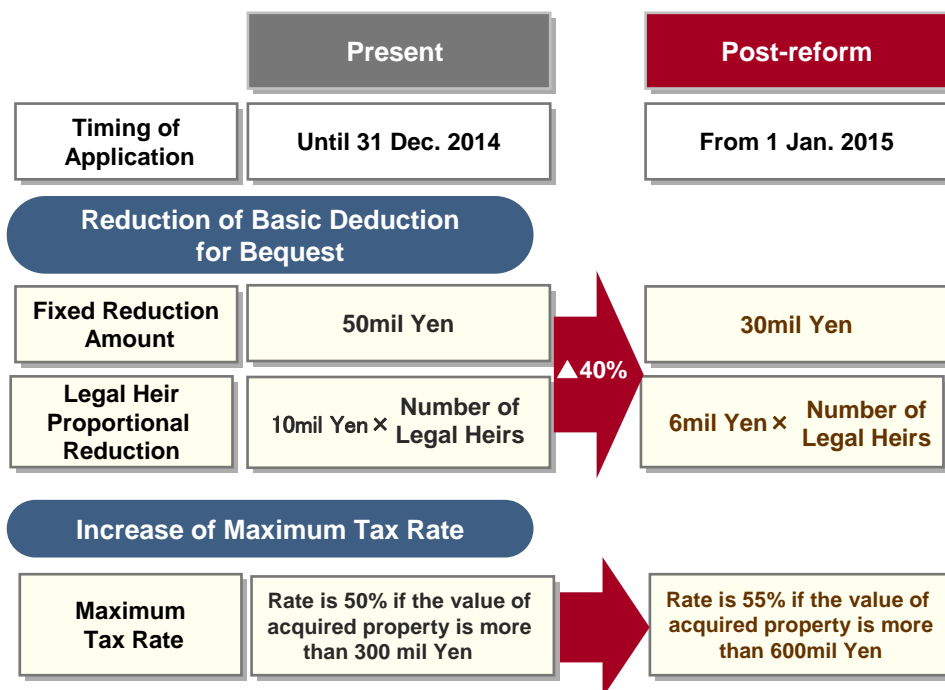 Present
Post-reform
Timing of
Application
Until 31 Dec. 2014
From 1 Jan. 2015
Reduction of Basic Deduction
for Bequest
Fixed Reduction
Amount
50mil Yen
▲40%
30mil Yen
Legal Heir
Proportional
Reduction
10mil Yen × Number of
Legal Heirs
6mil Yen × Number of
Legal Heirs
Increase of Maximum Tax Rate
Maximum
Tax Rate
Rate is 50% if the value of
acquired property is more
than 300 mil Yen
Rate is 55% if the value of
acquired property is more
than 600mil Yen